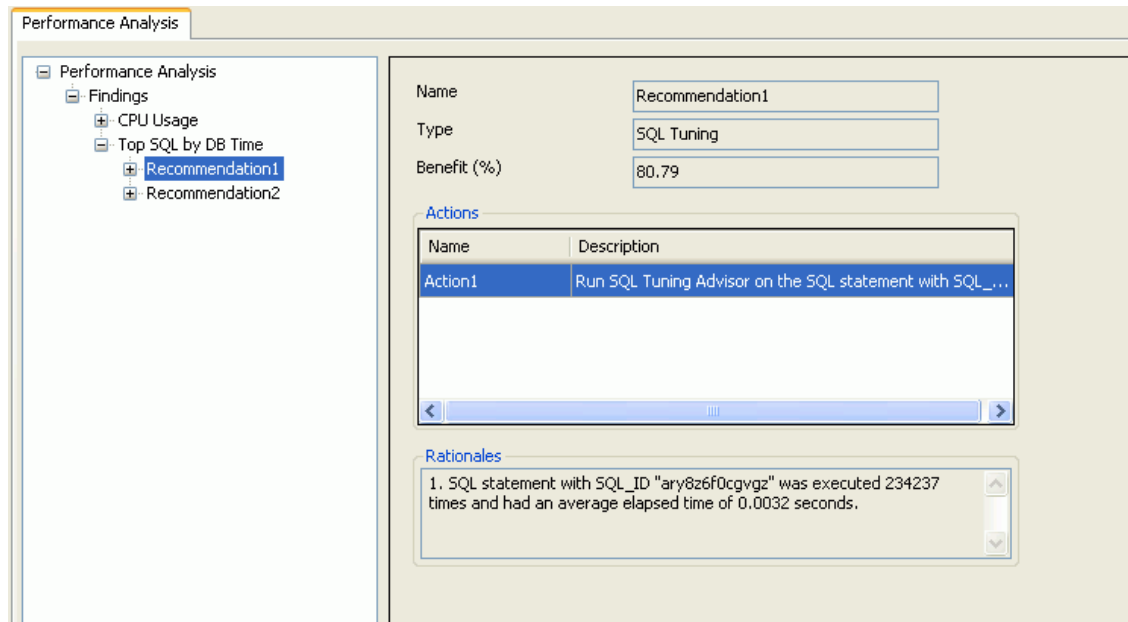 Performance Analysis
Performance Analysis
Findings
CPU Usage
Top SQL by DB Time
Recommendation1
Recommendation2
Name
Recommendation1
Type
SQL Tuning
Benefit (%)
80.79
Actions
Name Description
Action1 Run SQL Tuning Advisor on the SQL statement with SQL_...
Rationales
1. SQL statement with SQL_ID "ary8z6f0cgvgz" was executed 234237
times and had an average elapsed time of 0.0032 seconds.